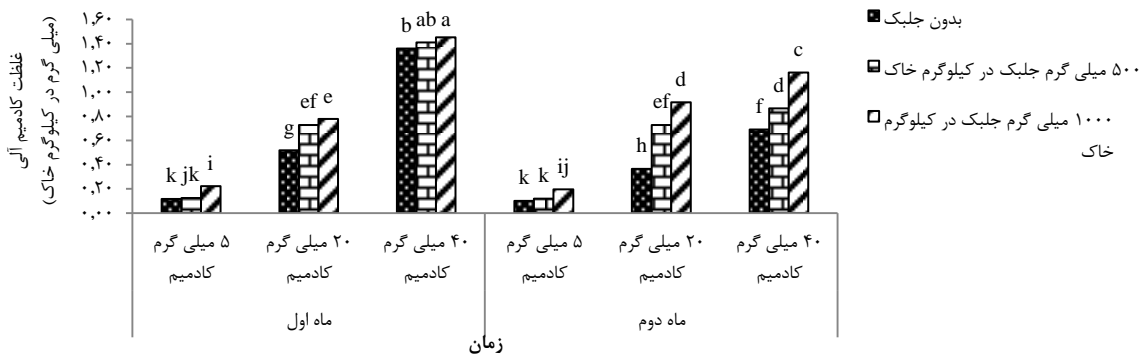 غلظت کادمیم آلی
(میلی گرم در کیلوگرم خاک)
۱,۶۰
۱,۴۰
۱,۲۰
۱,۰۰
۰,۸۰
۰,۶۰
۰,۴۰
۰,۲۰
۰,۰۰
k jk i
g ef e
b ab a
k k ij
h ef d
f d c
۵ میلی گرم
کادمیم
۲۰ میلی گرم
کادمیم
۴۰ میلی گرم
کادمیم
۵ میلی گرم
کادمیم
۲۰ میلی گرم
کادمیم
۴۰ میلی گرم
کادمیم
ماه اول
ماه دوم
زمان
بدون جلبک
۵۰۰ میلی گرم جلبک در کیلوگرم خاک
۱۰۰۰ میلی گرم جلبک در کیلوگرم
خاک